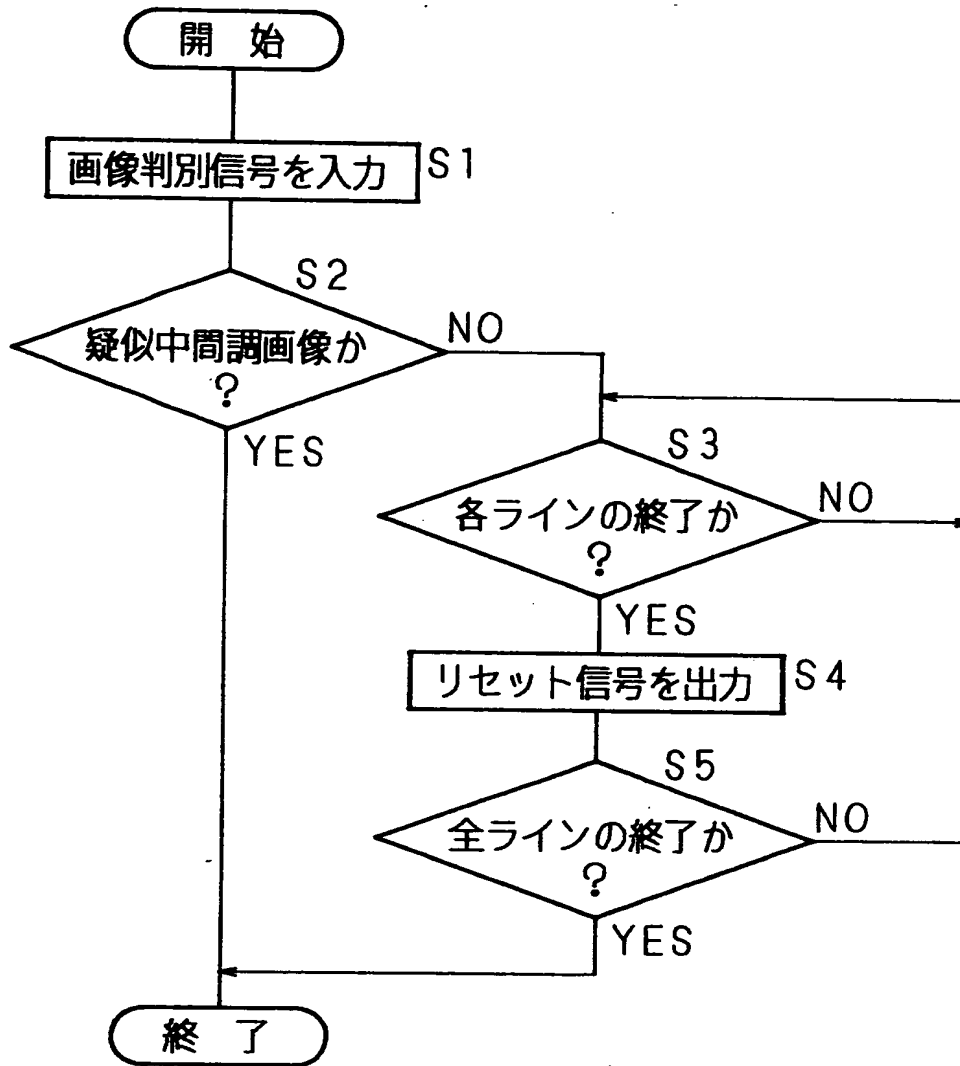 開 始
画像判別信号を入力 S1
S2
疑似中間調画像か
?
NO
YES
S3
各ラインの終了か
?
NO
YES
リセット信号を出力 S4
S5
全ラインの終了か
?
NO
YES
終 了